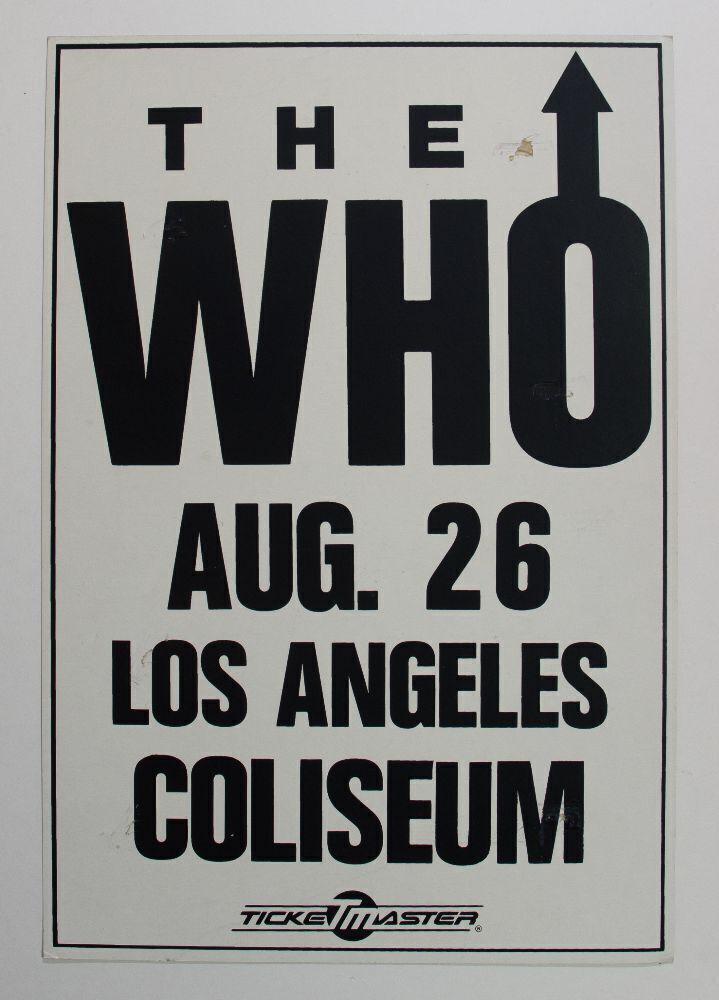 THE
WHO
AUG. 26
LOS ANGELES
COLISEUM
TICKETMASTER®